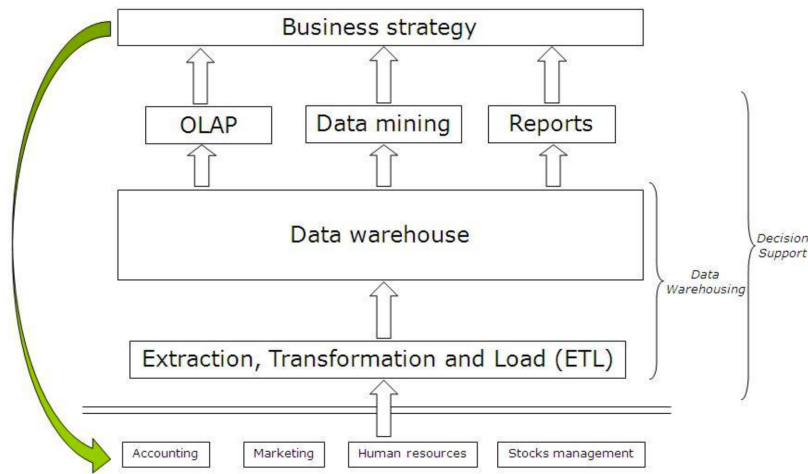 Business strategy
OLAP
Data mining
Reports
Data warehouse
Decision
Support
Data
Warehousing
Extraction, Transformation and Load (ETL)
Accounting
Marketing
Human resources
Stocks management